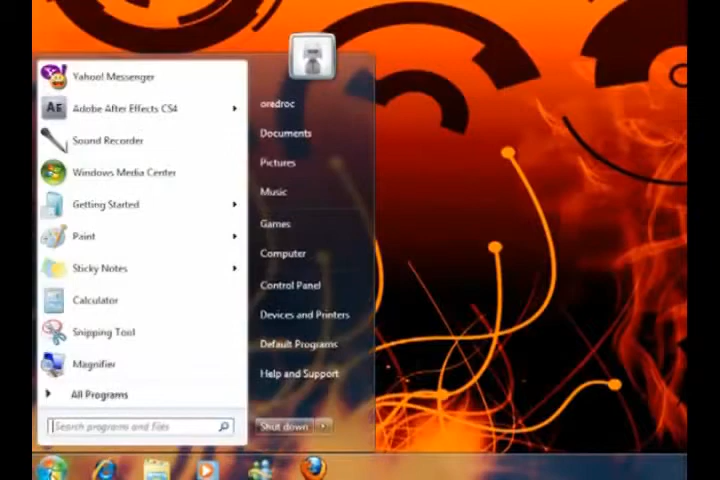 Yahoo! Messenger
Adobe After Effects CS4
Sound Recorder
Windows Media Center
Getting Started
Paint
Sticky Notes
Calculator
Snipping Tool
Magnifier
All Programs
Search programs and files
oredroc
Documents
Pictures
Music
Games
Computer
Control Panel
Devices and Printers
Default Programs
Help and Support
Shut down